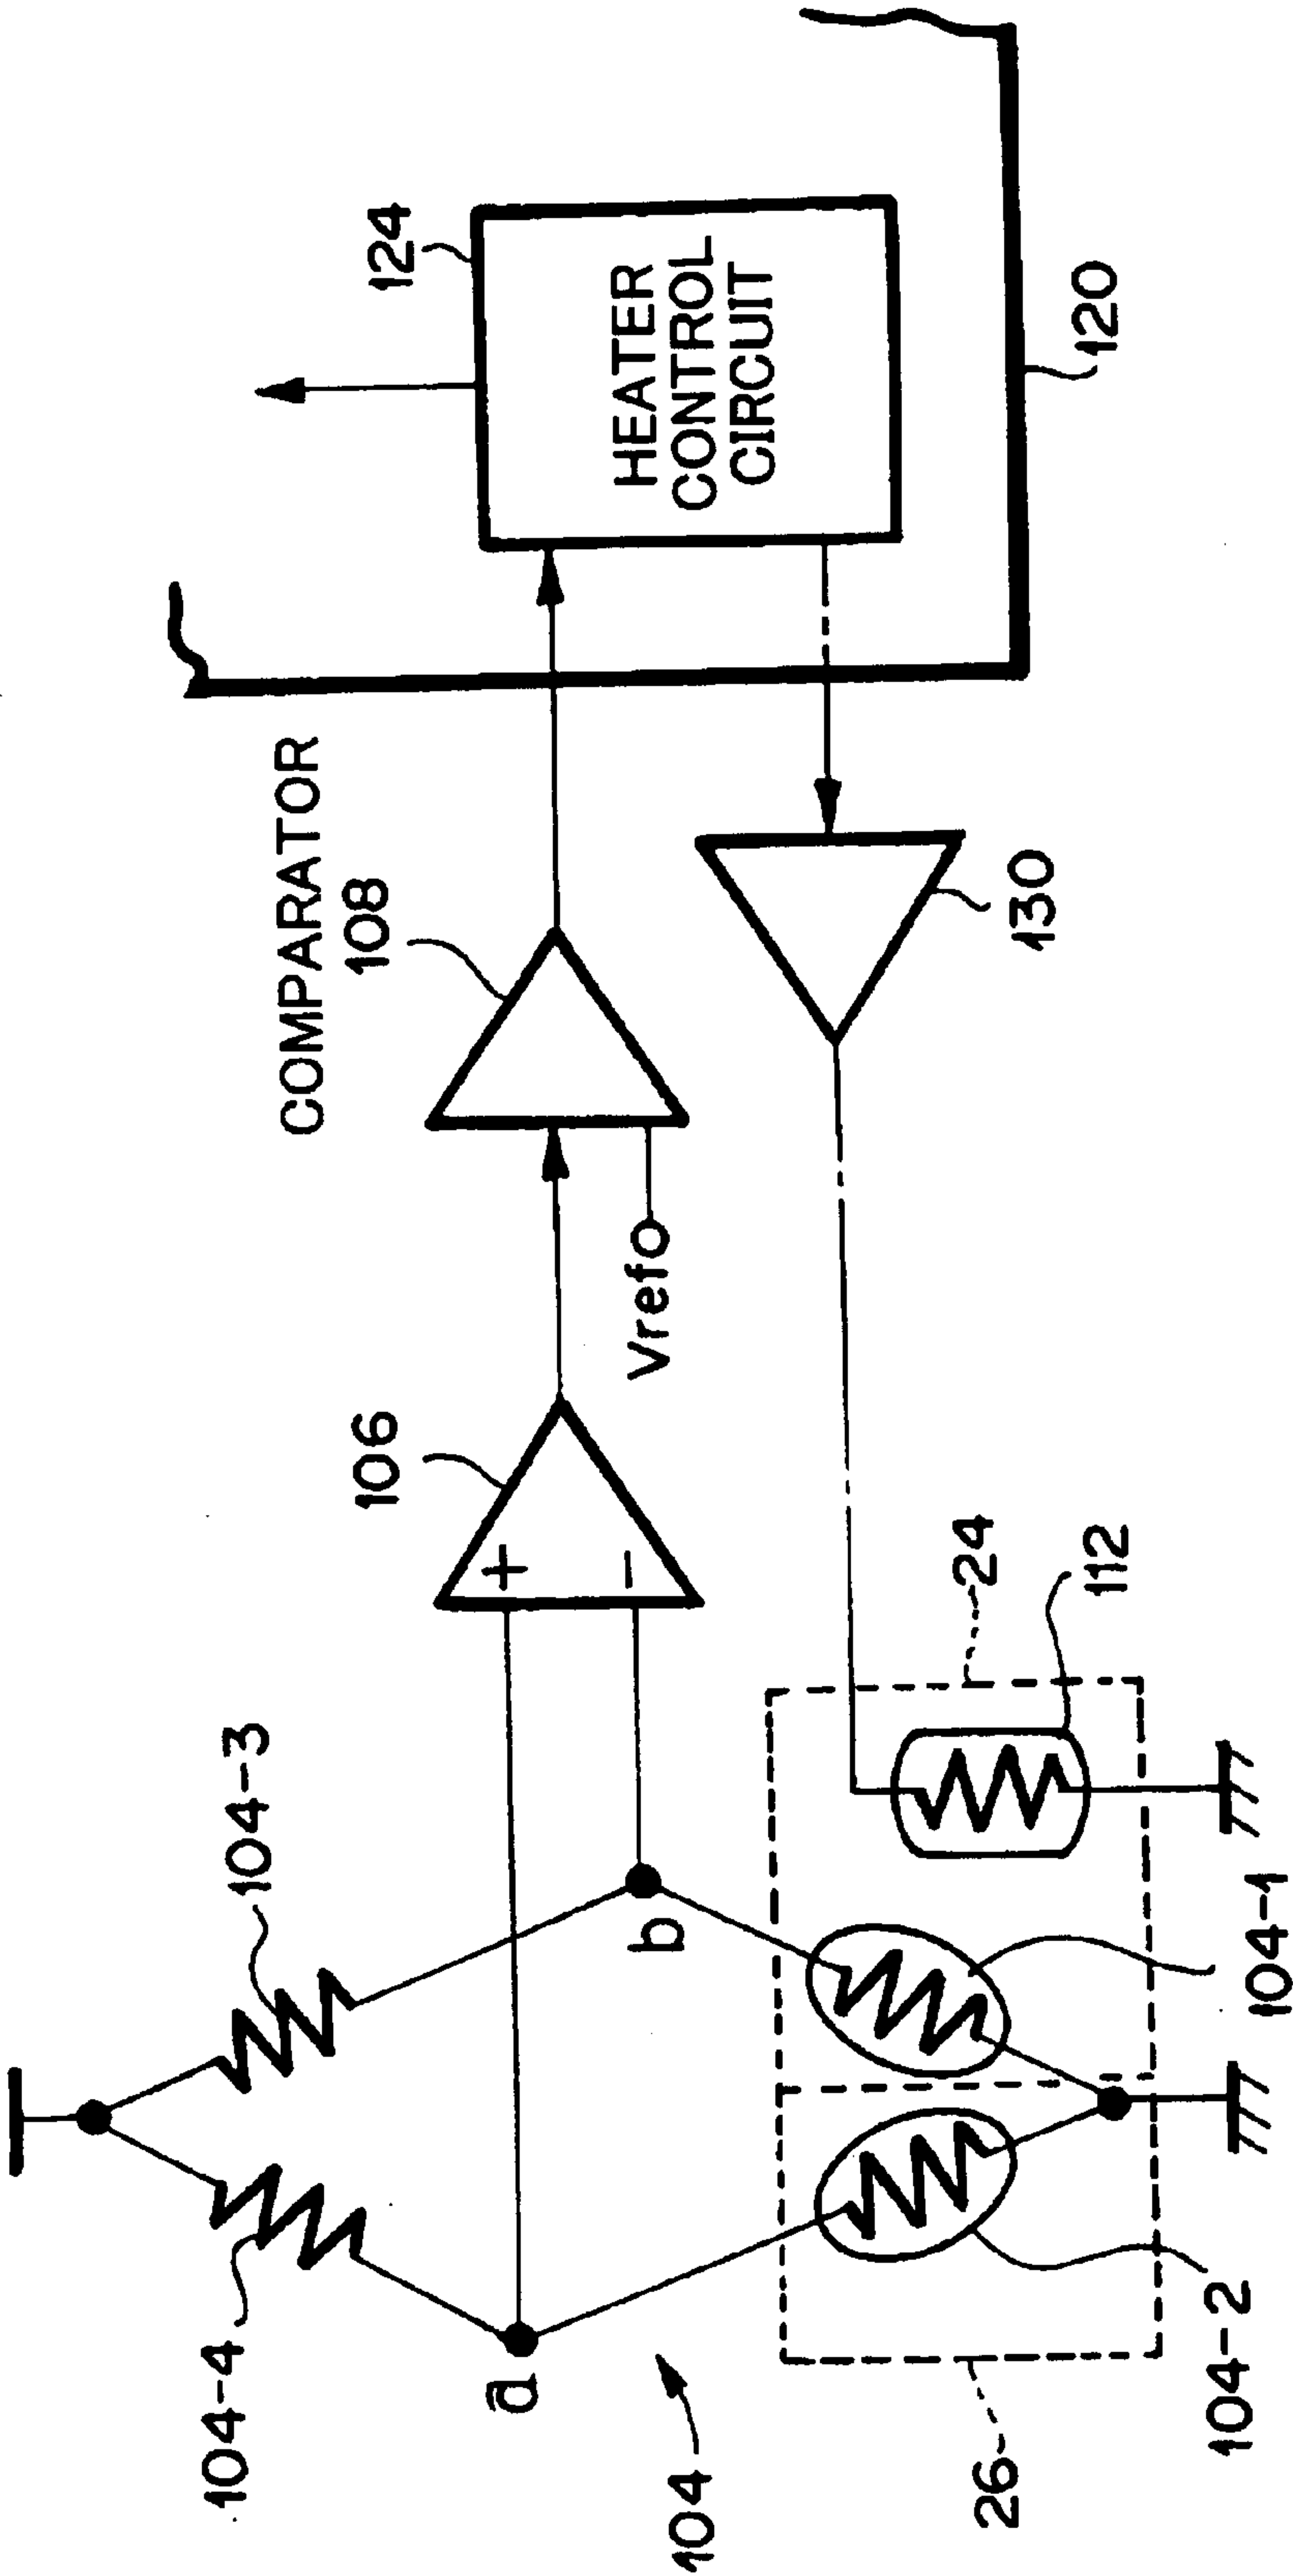 104-4
104-3
a
b
104
106
+
-
Vref
COMPARATOR
108
124
HEATER
CONTROL
CIRCUIT
120
130
24
112
104-1
104-2
26